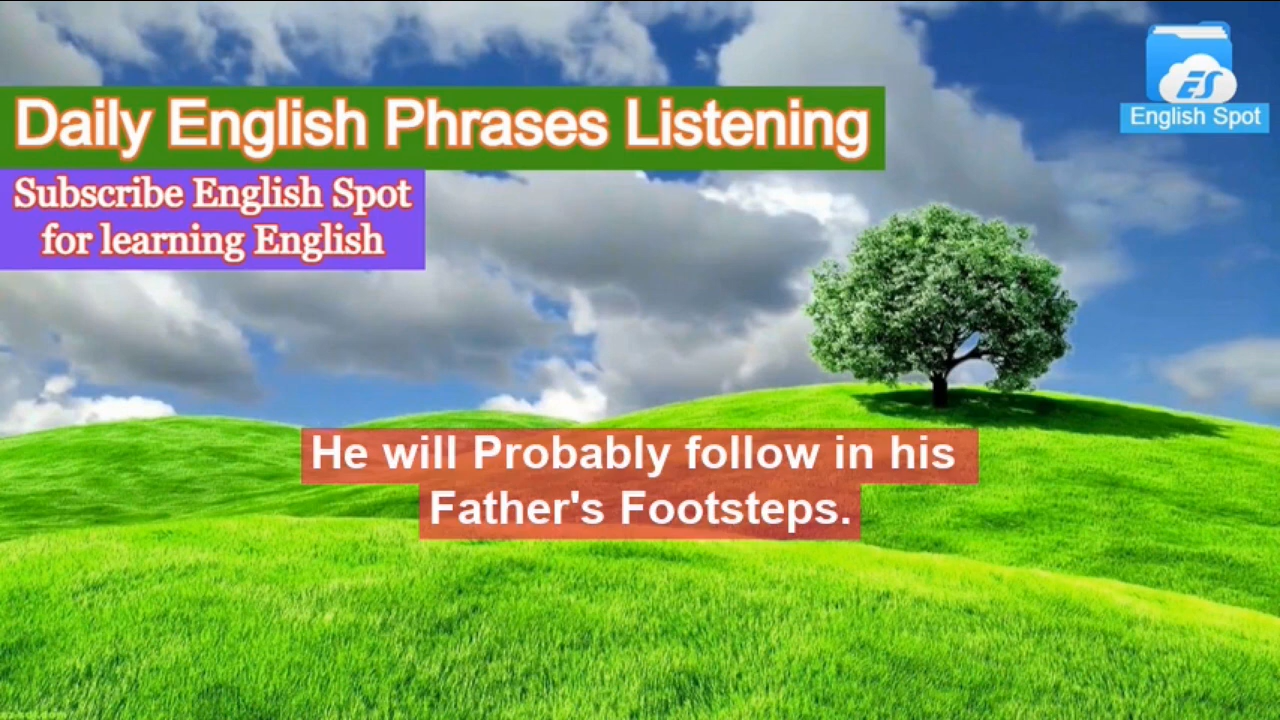 Daily English Phrases Listening
Subscribe English Spot
for learning English
ES
English Spot
He will Probably follow in his
Father's Footsteps.